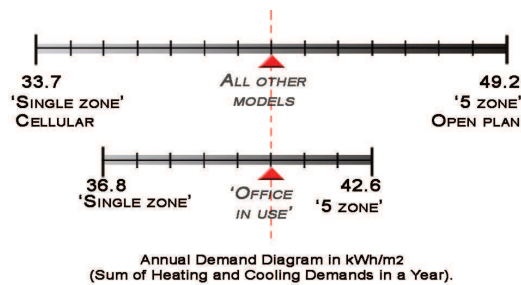 33.7
'SINGLE ZONE'
CELLULAR
ALL OTHER
MODELS
49.2
'5 ZONE'
OPEN PLAN
36.8
'SINGLE ZONE'
'OFFICE
IN USE'
42.6
'5 ZONE'
Annual Demand Diagram in kWh/m2
(Sum of Heating and Cooling Demands in a Year).